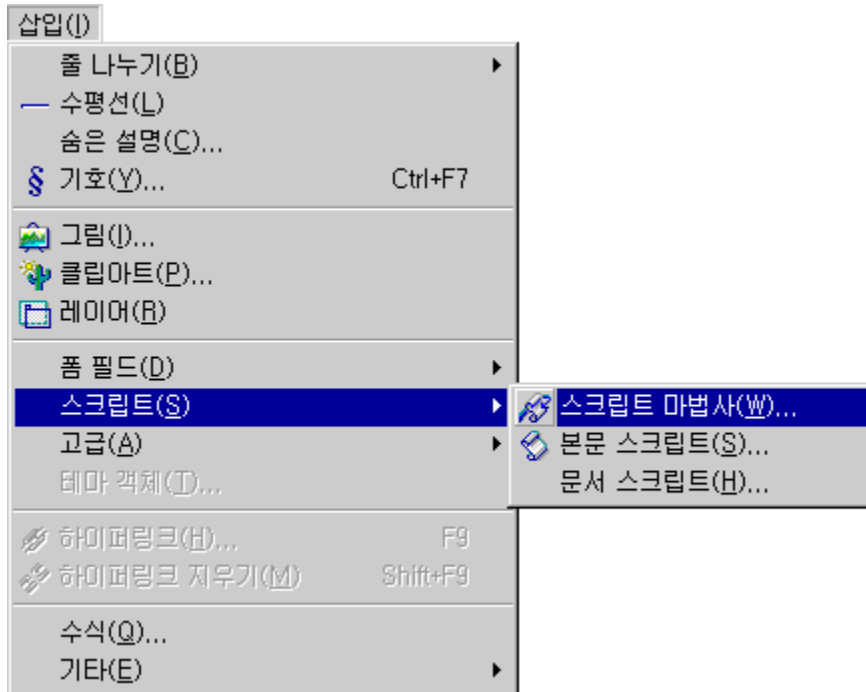 삽입(I)
줄 나누기(B)
수평선(L)
숨은 설명(C)...
기호(Y)... Ctrl+F7
그림(I)...
클립아트(P)...
레이어(R)
폼 필드(D)
스크립트(S)
스크립트 마법사(W)...
고급(A)
본문 스크립트(S)...
테마 객체(T)...
문서 스크립트(H)...
하이퍼링크(H)... F9
하이퍼링크 지우기(M) Shift+F9
수식(Q)...
기타(E)